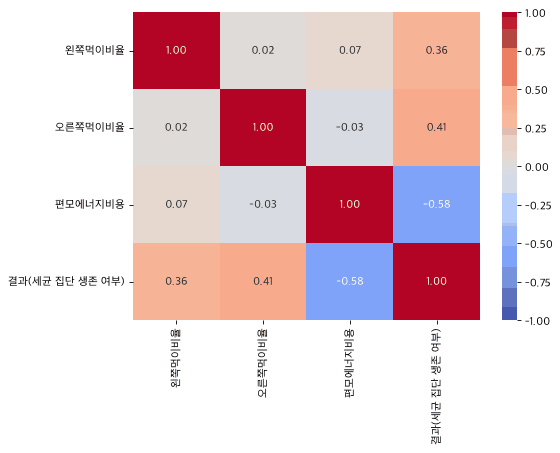 왼쪽먹이비율
오른쪽먹이비율
편모에너지비용
결과(세균 집단 생존 여부)
1.00 0.02 0.07 0.36
0.02 1.00 -0.03 0.41
0.07 -0.03 1.00 -0.58
0.36 0.41 -0.58 1.00
왼쪽먹이비율
오른쪽먹이비율
편모에너지비용
결과(세균 집단 생존 여부)
1.00
0.75
0.50
0.25
0.00
-0.25
-0.50
-0.75
-1.00